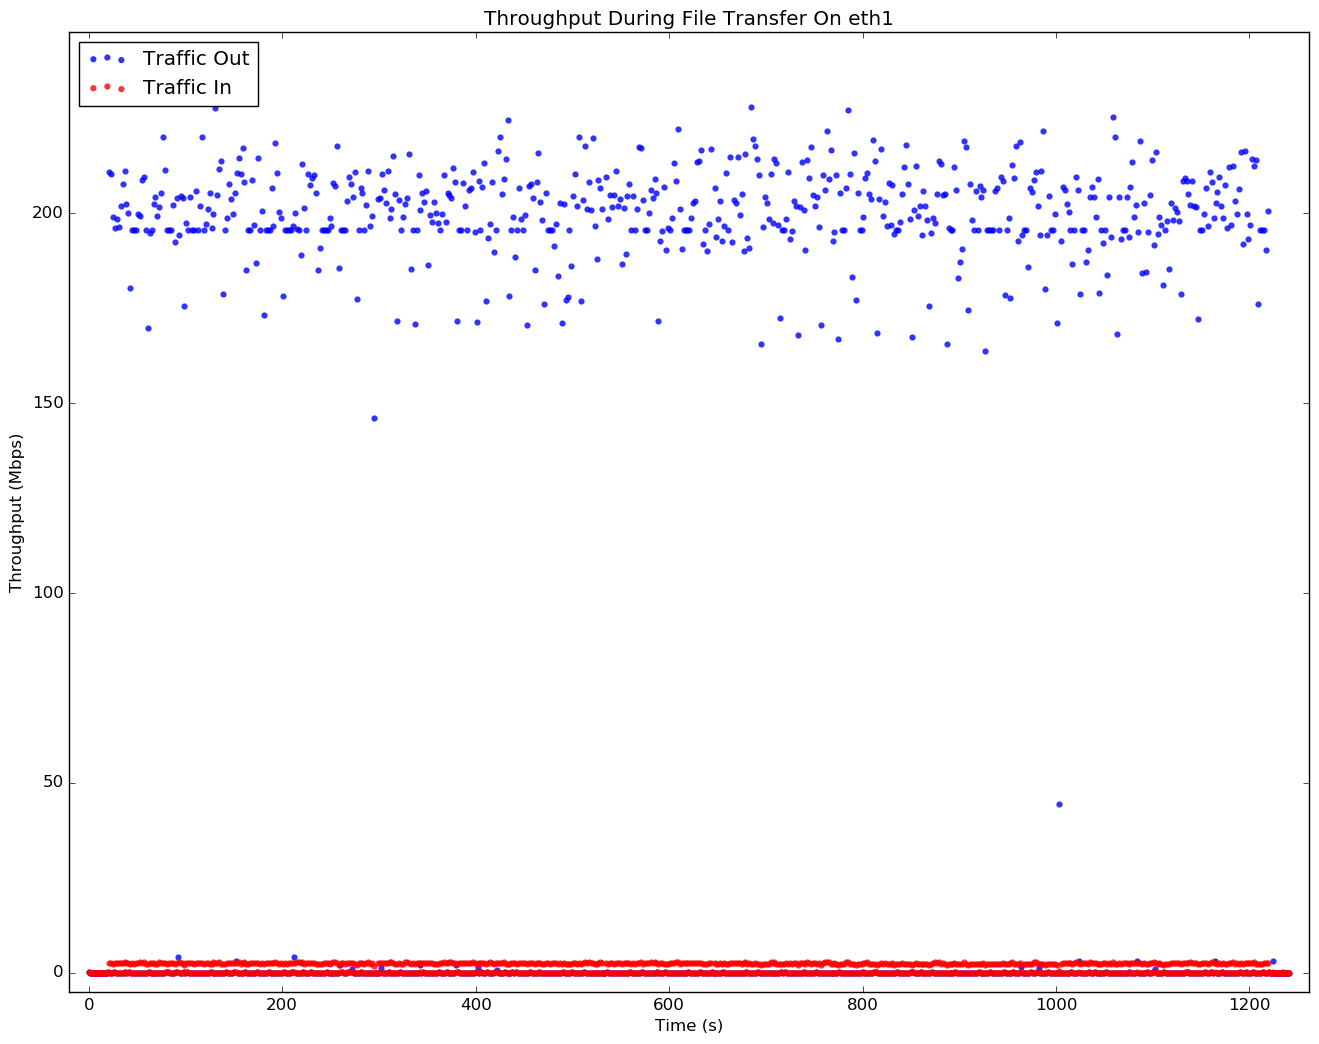 Throughput During File Transfer On eth1
Traffic Out
Traffic In
200
150
100
50
0
Throughput (Mbps)
0 200 400 600 800 1000 1200
Time (s)